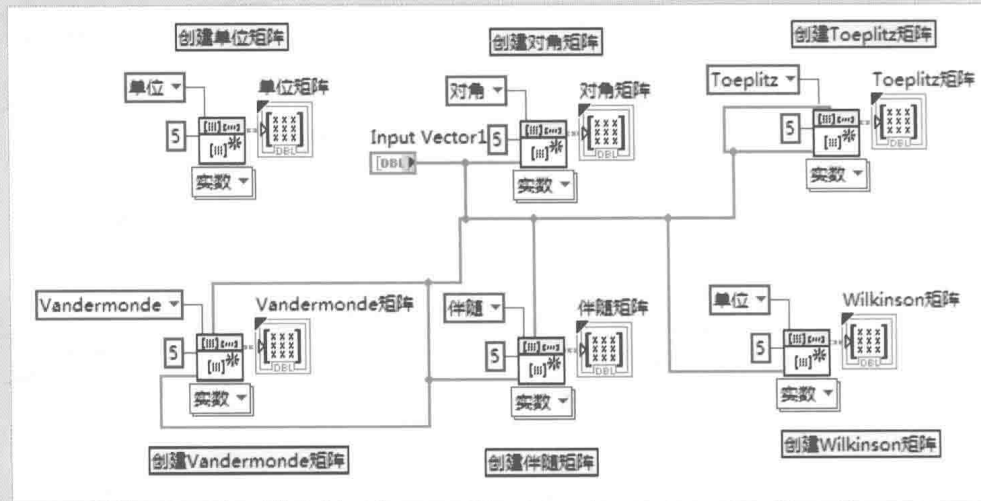 创建单位矩阵
创建对角矩阵
创建Toeplitz矩阵
单位
单位矩阵
5
实数
对角
对角矩阵
Input Vector1
5
DBL
DBL
实数
Toeplitz
Toeplitz矩阵
5
DBL
实数
Vandermonde
Vandermonde矩阵
5
DBL
实数
伴随
伴随矩阵
5
DBL
实数
单位
Wilkinson矩阵
5
DBL
实数
创建Vandermonde矩阵
创建伴随矩阵
创建Wilkinson矩阵